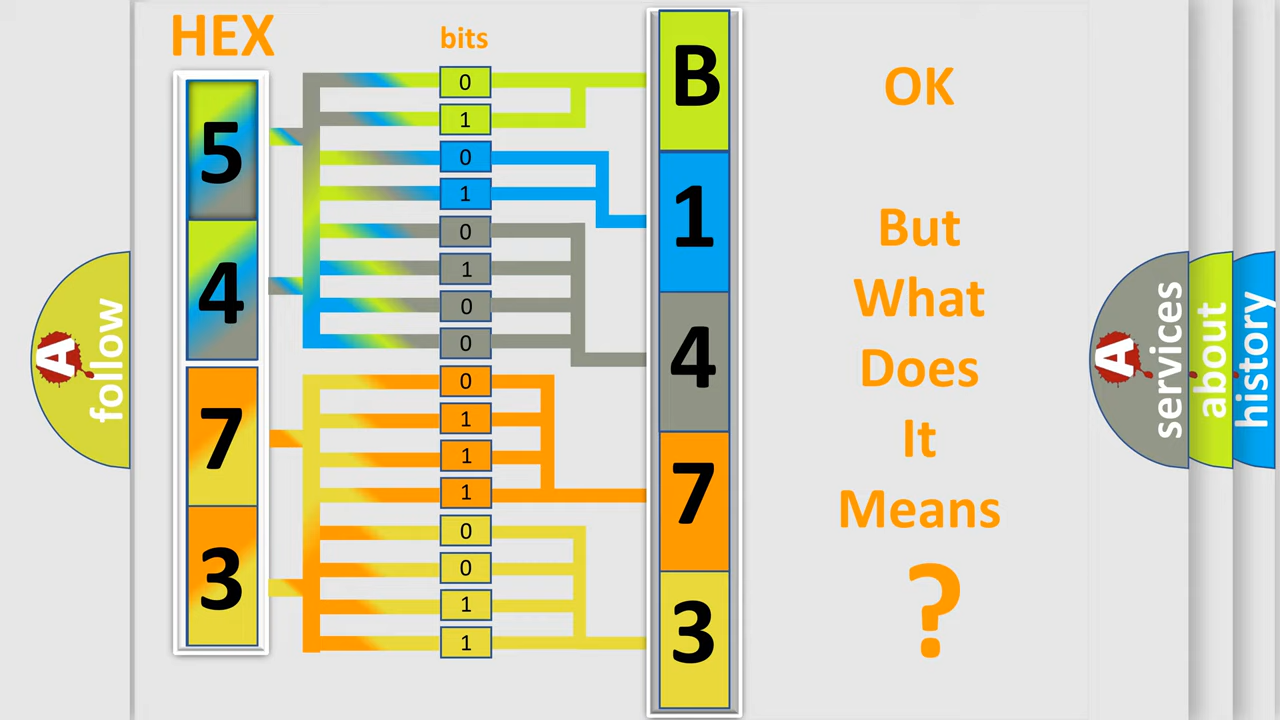 HEX
bits
5
4
7
3
0
1
0
1
0
1
0
0
0
1
1
1
0
0
1
1
B
1
4
7
3
OK
But
What
Does
It
Means
?
A
follow
A
services
about
history